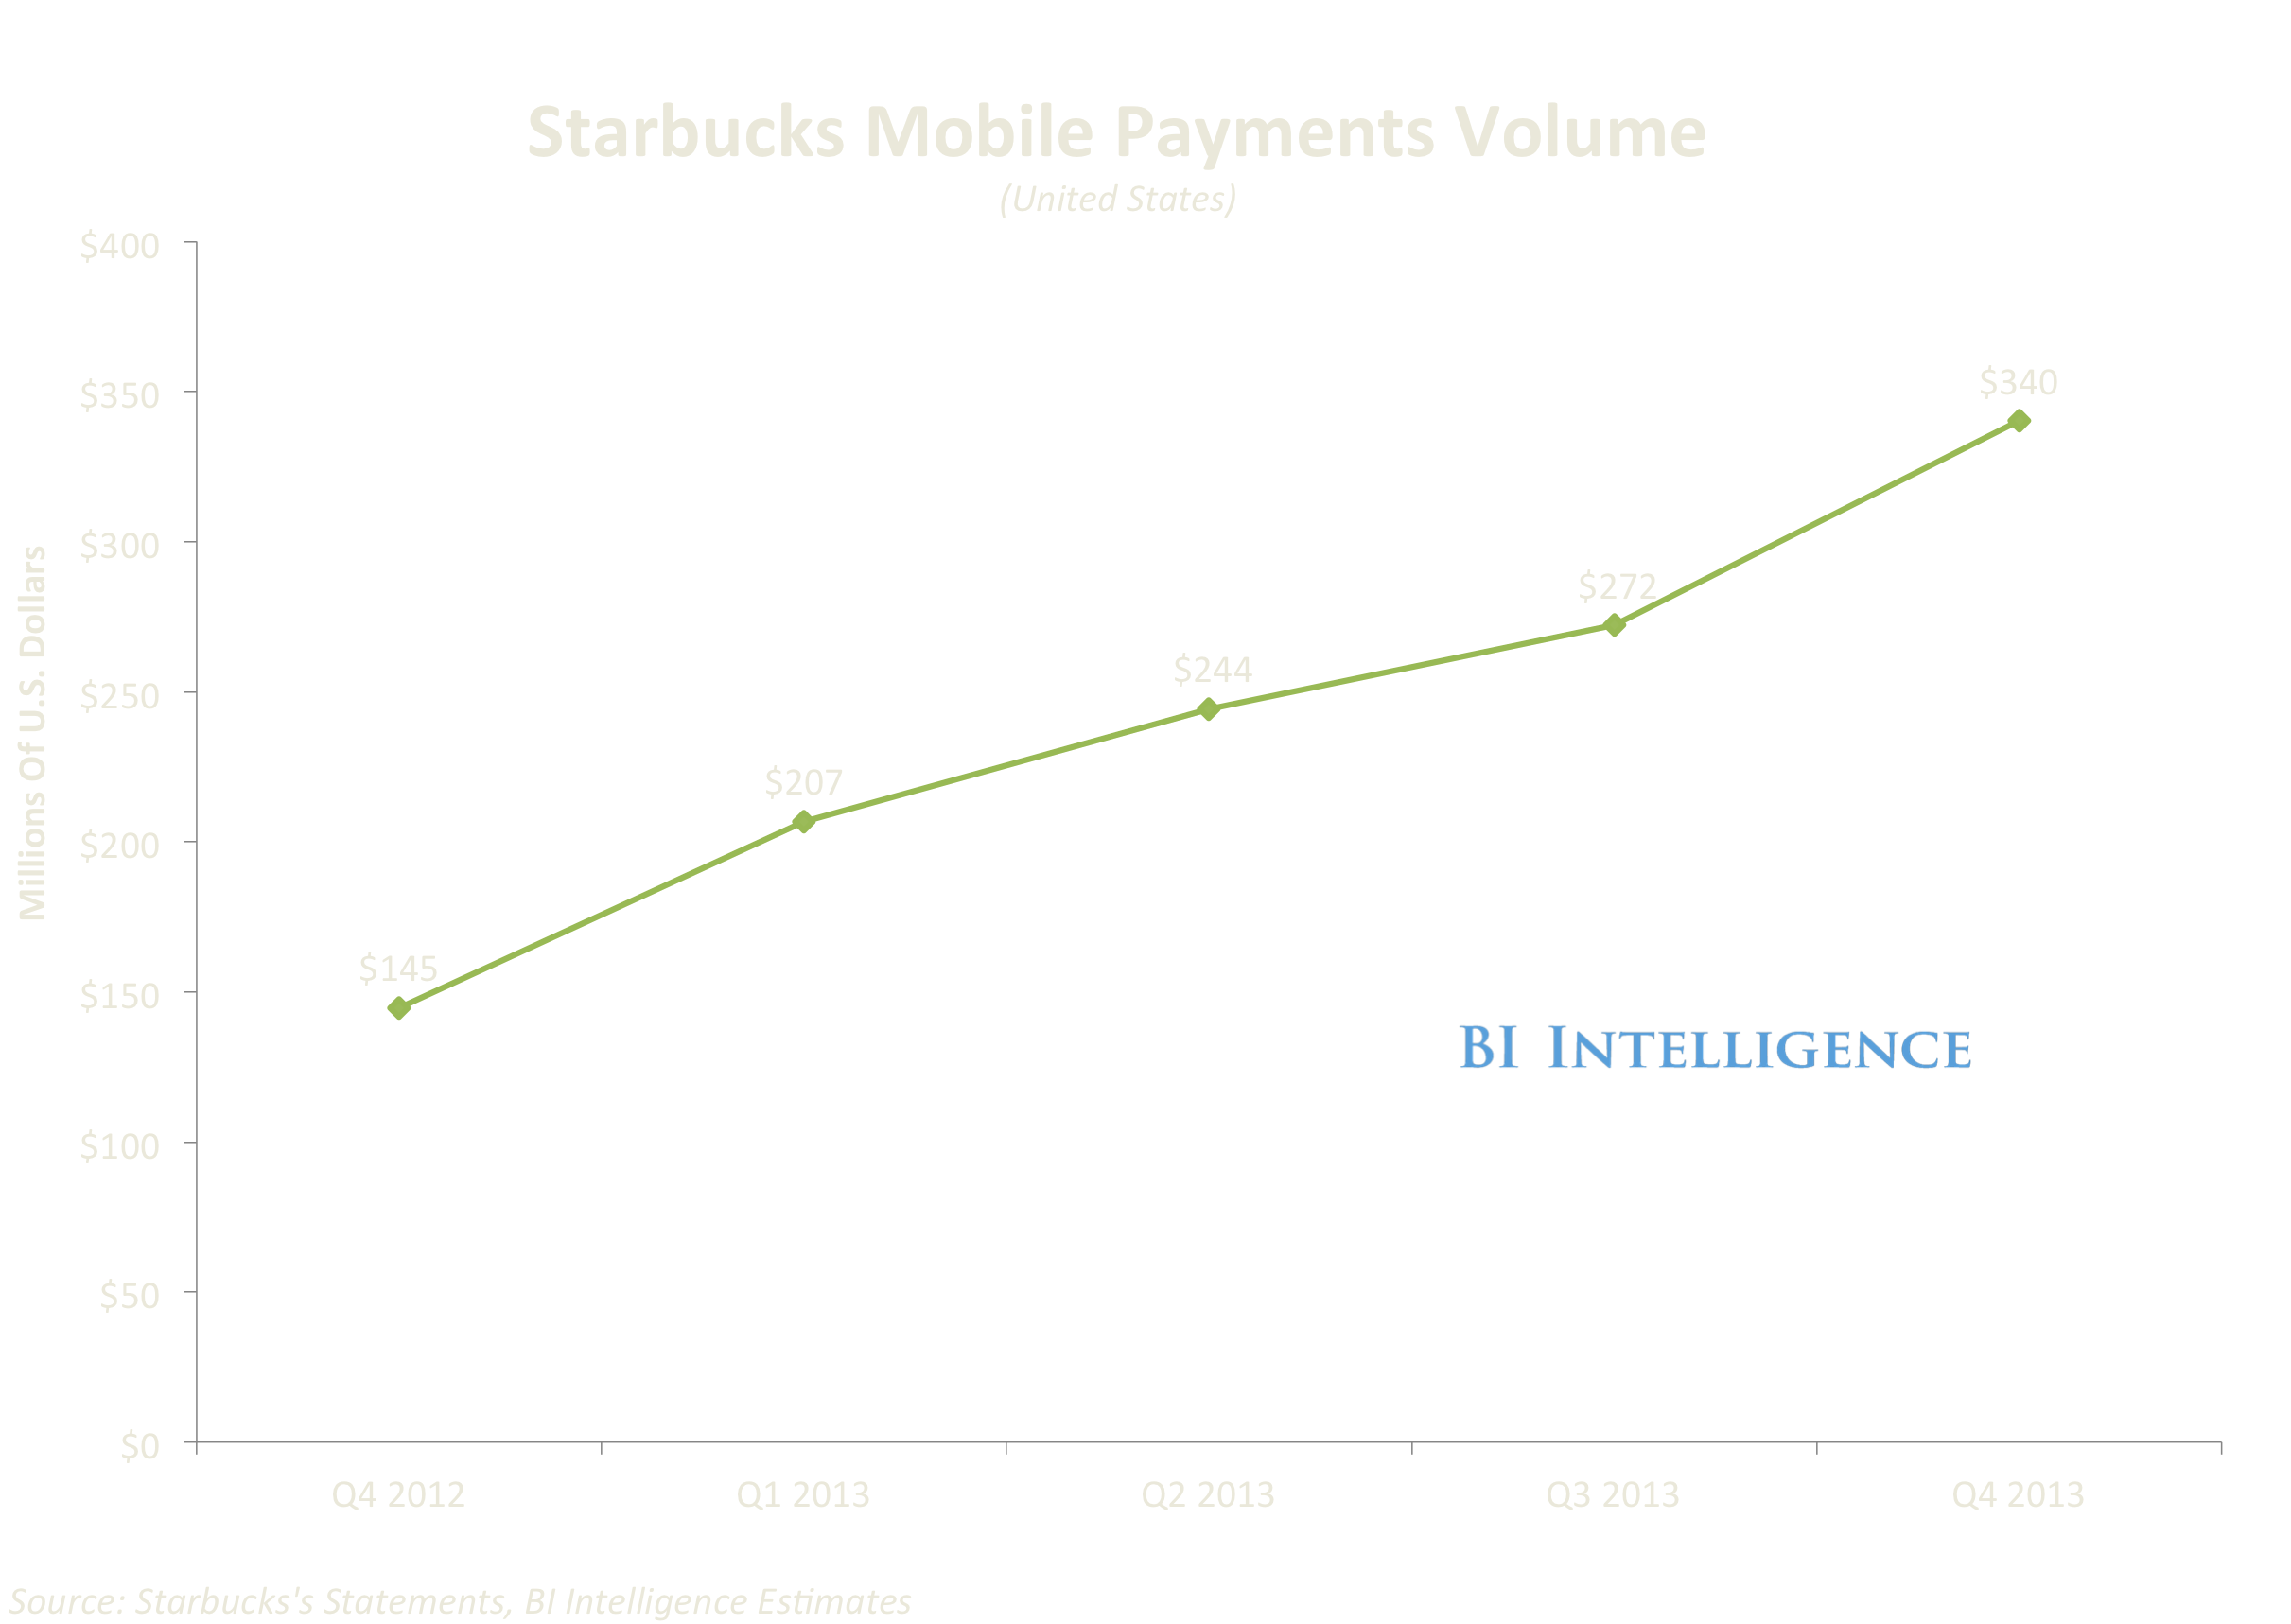 Starbucks Mobile Payments Volume
(United States)
Millions Of U.S. Dollars
$400
$350
$300
$250
$200
$150
$100
$50
$0
$145
$207
$244
$272
$340
BI INTELLIGENCE
Q4 2012 Q1 2013 Q2 2013 Q3 2013 Q4 2013
Source: Starbucks's Statements, BI Intelligence Estimates